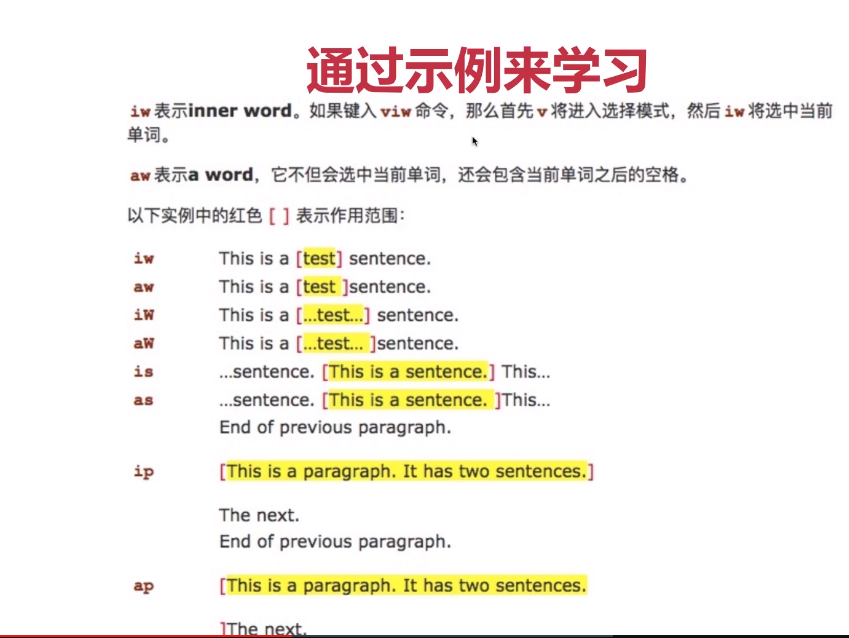 通过示例来学习
iw 表示inner word。如果键入 viw 命令，那么首先 v 将进入选择模式，然后 iw 将选中当前
单词。
aw 表示a word，它不但会选中当前单词，还会包含当前单词之后的空格。
以下实例中的红色 [ ] 表示作用范围：
iw This is a [test] sentence.
aw This is a [test ]sentence.
iW This is a [...test...] sentence.
aW This is a [...test... ]sentence.
is ...sentence. [This is a sentence.] This...
as ...sentence. [This is a sentence. ]This...
End of previous paragraph.
ip [This is a paragraph. It has two sentences.]
The next.
End of previous paragraph.
ap [This is a paragraph. It has two sentences.
]The next.